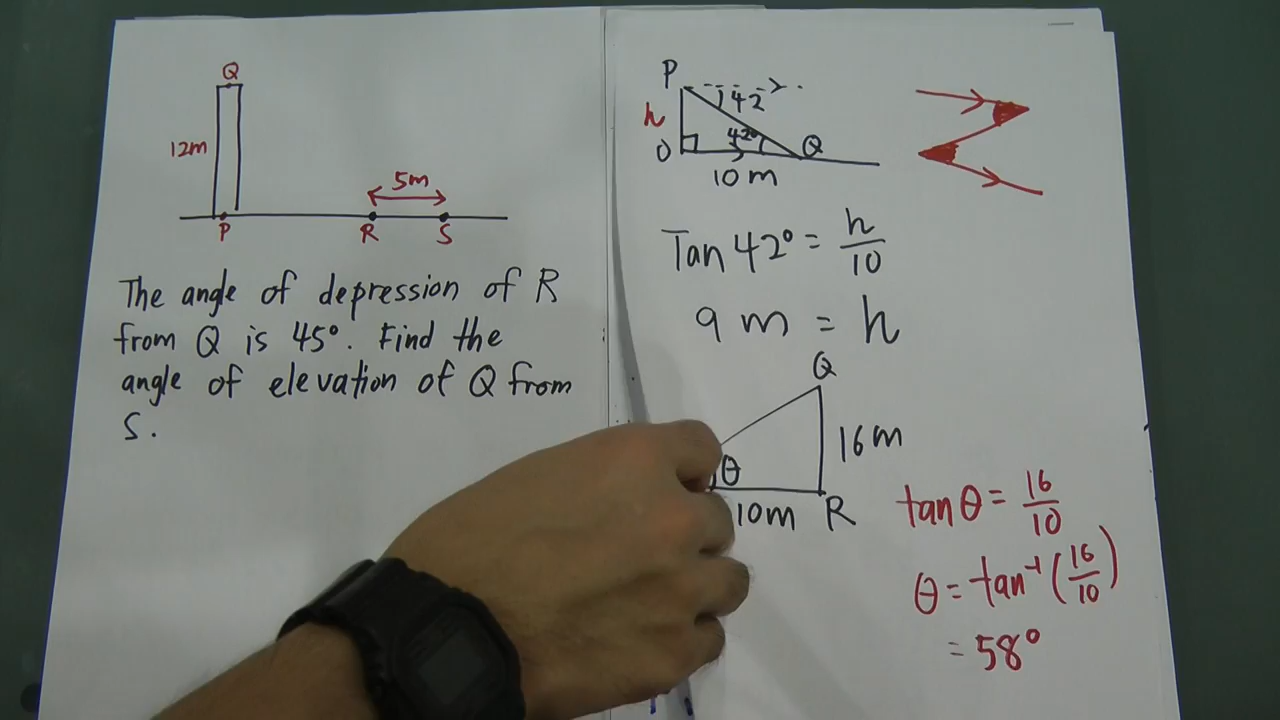 Q
12m
5m
P R S
The angle of depression of R
from Q is 45°. Find the
angle of elevation of Q from
S.
P
42
h
42°
O Q
10 m
Tan 42° = h/10
9 m = h
Q
16m
θ
10m R
tan θ = 16/10
θ = tan⁻¹ (16/10)
= 58°